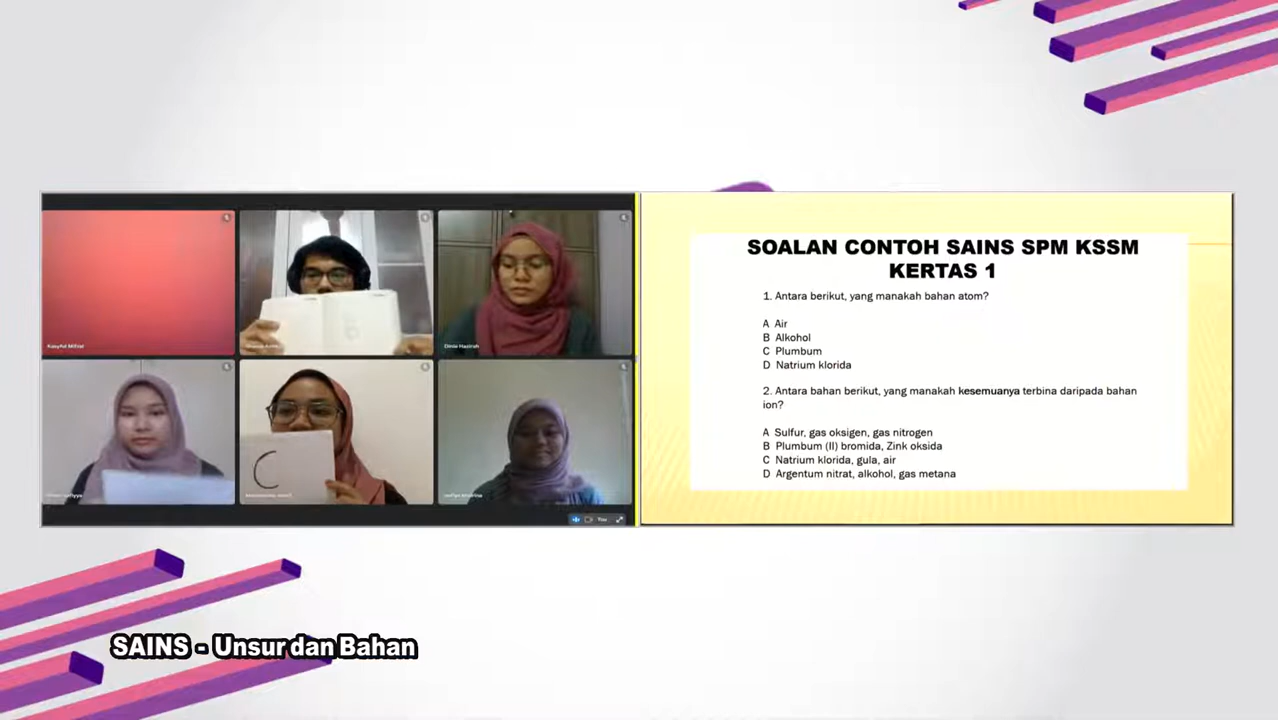 SOALAN CONTOH SAINS SPM KSSM
KERTAS 1
1. Antara berikut, yang manakah bahan atom?
A Air
B Alkohol
C Plumbum
D Natrium klorida
2. Antara bahan berikut, yang manakah kesemuanya terbina daripada bahan
ion?
A Sulfur, gas oksigen, gas nitrogen
B Plumbum (II) bromida, Zink oksida
C Natrium klorida, gula, air
D Argentum nitrat, alkohol, gas metana
C
You
SAINS - Unsur dan Bahan